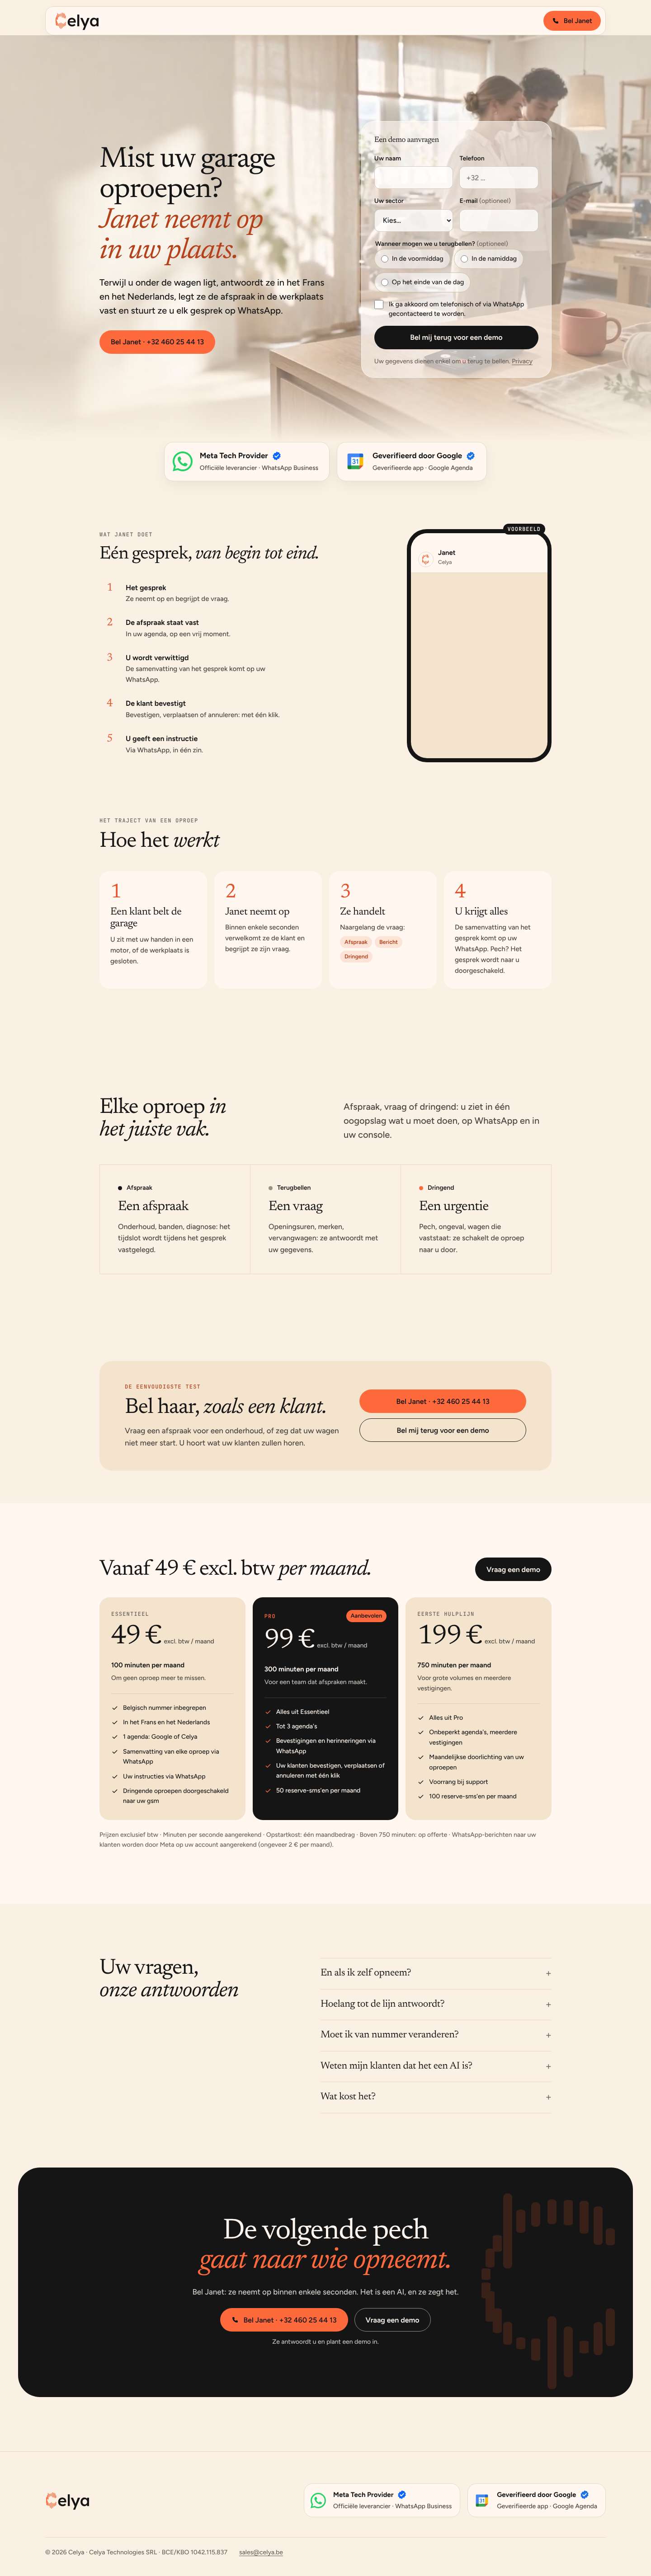 Celya
Bel Janet
Mist uw garage
oproepen?
Janet neemt op
in uw plaats.
Terwijl u onder de wagen ligt, antwoordt ze in het Frans
en het Nederlands, legt ze de afspraak in de werkplaats
vast en stuurt ze u elk gesprek op WhatsApp.
Bel Janet · +32 460 25 44 13
Een demo aanvragen
Uw naam
Telefoon
+32 ...
Uw sector
E-mail (optioneel)
Kies...
Wanneer mogen we u terugbellen? (optioneel)
In de voormiddag
In de namiddag
Op het einde van de dag
Ik ga akkoord om telefonisch of via WhatsApp
gecontacteerd te worden.
Bel mij terug voor een demo
Uw gegevens dienen enkel om u terug te bellen. Privacy
Meta Tech Provider
Officiële leverancier · WhatsApp Business
31
Geverifieerd door Google
Geverifieerde app · Google Agenda
WAT JANET DOET
Eén gesprek, van begin tot eind.
1
Het gesprek
Ze neemt op en begrijpt de vraag.
2
De afspraak staat vast
In uw agenda, op een vrij moment.
3
U wordt verwittigd
De samenvatting van het gesprek komt op uw
WhatsApp.
4
De klant bevestigt
Bevestigen, verplaatsen of annuleren: met één klik.
5
U geeft een instructie
Via WhatsApp, in één zin.
VOORBEELD
Janet
Celya
HET TRAJECT VAN EEN OPROEP
Hoe het werkt
1
Een klant belt de
garage
U zit met uw handen in een
motor, of de werkplaats is
gesloten.
2
Janet neemt op
Binnen enkele seconden
verwelkomt ze de klant en
begrijpt ze zijn vraag.
3
Ze handelt
Naargelang de vraag:
Afspraak
Bericht
Dringend
4
U krijgt alles
De samenvatting van het
gesprek komt op uw
WhatsApp. Pech? Het
gesprek wordt naar u
doorgeschakeld.
Elke oproep in
het juiste vak.
Afspraak, vraag of dringend: u ziet in één
oogopslag wat u moet doen, op WhatsApp en in
uw console.
Afspraak
Een afspraak
Onderhoud, banden, diagnose: het
tijdslot wordt tijdens het gesprek
vastgelegd.
Terugbellen
Een vraag
Openingsuren, merken,
vervangwagen: ze antwoordt met
uw gegevens.
Dringend
Een urgentie
Pech, ongeval, wagen die
vaststaat: ze schakelt de oproep
naar u door.
DE EENVOUDIGSTE TEST
Bel haar, zoals een klant.
Vraag een afspraak voor een onderhoud, of zeg dat uw wagen
niet meer start. U hoort wat uw klanten zullen horen.
Bel Janet · +32 460 25 44 13
Bel mij terug voor een demo
Vanaf 49 € excl. btw per maand.
Vraag een demo
ESSENTIEEL
49 € excl. btw / maand
100 minuten per maand
Om geen oproep meer te missen.
Belgisch nummer inbegrepen
In het Frans en het Nederlands
1 agenda: Google of Celya
Samenvatting van elke oproep via
WhatsApp
Uw instructies via WhatsApp
Dringende oproepen doorgeschakeld
naar uw gsm
PRO
Aanbevolen
99 € excl. btw / maand
300 minuten per maand
Voor een team dat afspraken maakt.
Alles uit Essentieel
Tot 3 agenda's
Bevestigingen en herinneringen via
WhatsApp
Uw klanten bevestigen, verplaatsen of
annuleren met één klik
50 reserve-sms'en per maand
EERSTE HULPLIJN
199 € excl. btw / maand
750 minuten per maand
Voor grote volumes en meerdere
vestigingen.
Alles uit Pro
Onbeperkt agenda's, meerdere
vestigingen
Maandelijkse doorlichting van uw
oproepen
Voorrang bij support
100 reserve-sms'en per maand
Prijzen exclusief btw · Minuten per seconde aangerekend · Opstartkost: één maandbedrag · Boven 750 minuten: op offerte · WhatsApp-berichten naar uw
klanten worden door Meta op uw account aangerekend (ongeveer 2 € per maand).
Uw vragen,
onze antwoorden
En als ik zelf opneem? +
Hoelang tot de lijn antwoordt? +
Moet ik van nummer veranderen? +
Weten mijn klanten dat het een AI is? +
Wat kost het? +
De volgende pech
gaat naar wie opneemt.
Bel Janet: ze neemt op binnen enkele seconden. Het is een AI, en ze zegt het.
Bel Janet · +32 460 25 44 13
Vraag een demo
Ze antwoordt u en plant een demo in.
Celya
Meta Tech Provider
Officiële leverancier · WhatsApp Business
31
Geverifieerd door Google
Geverifieerde app · Google Agenda
© 2026 Celya · Celya Technologies SRL · BCE/KBO 1042.115.837
sales@celya.be